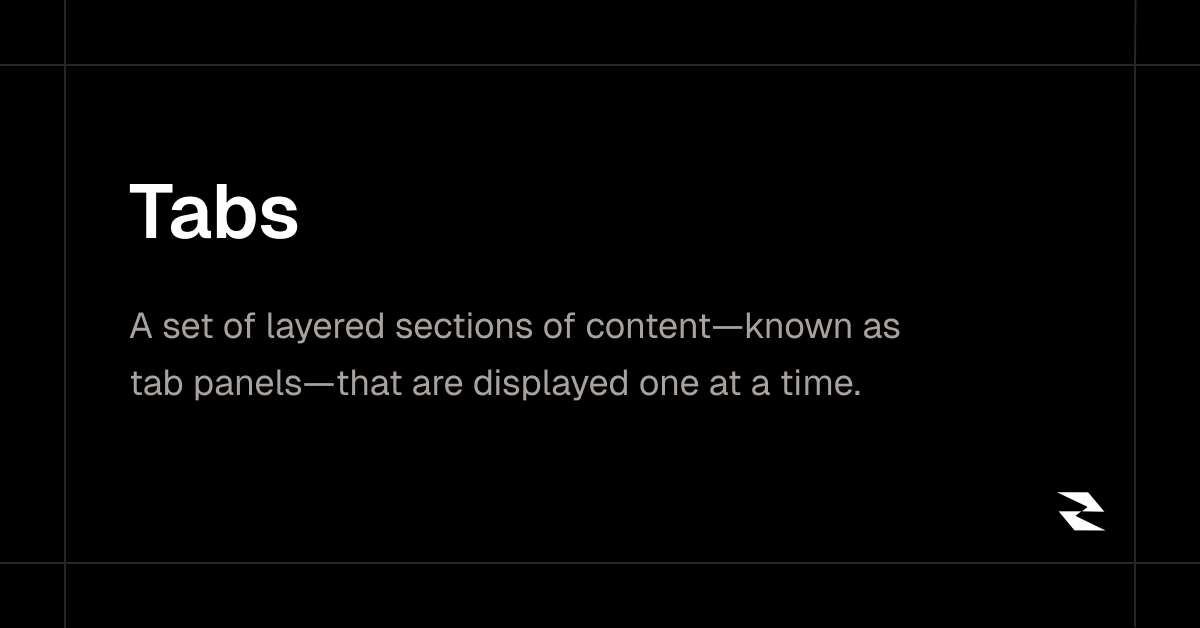 Tabs
A set of layered sections of content—known as
tab panels—that are displayed one at a time.